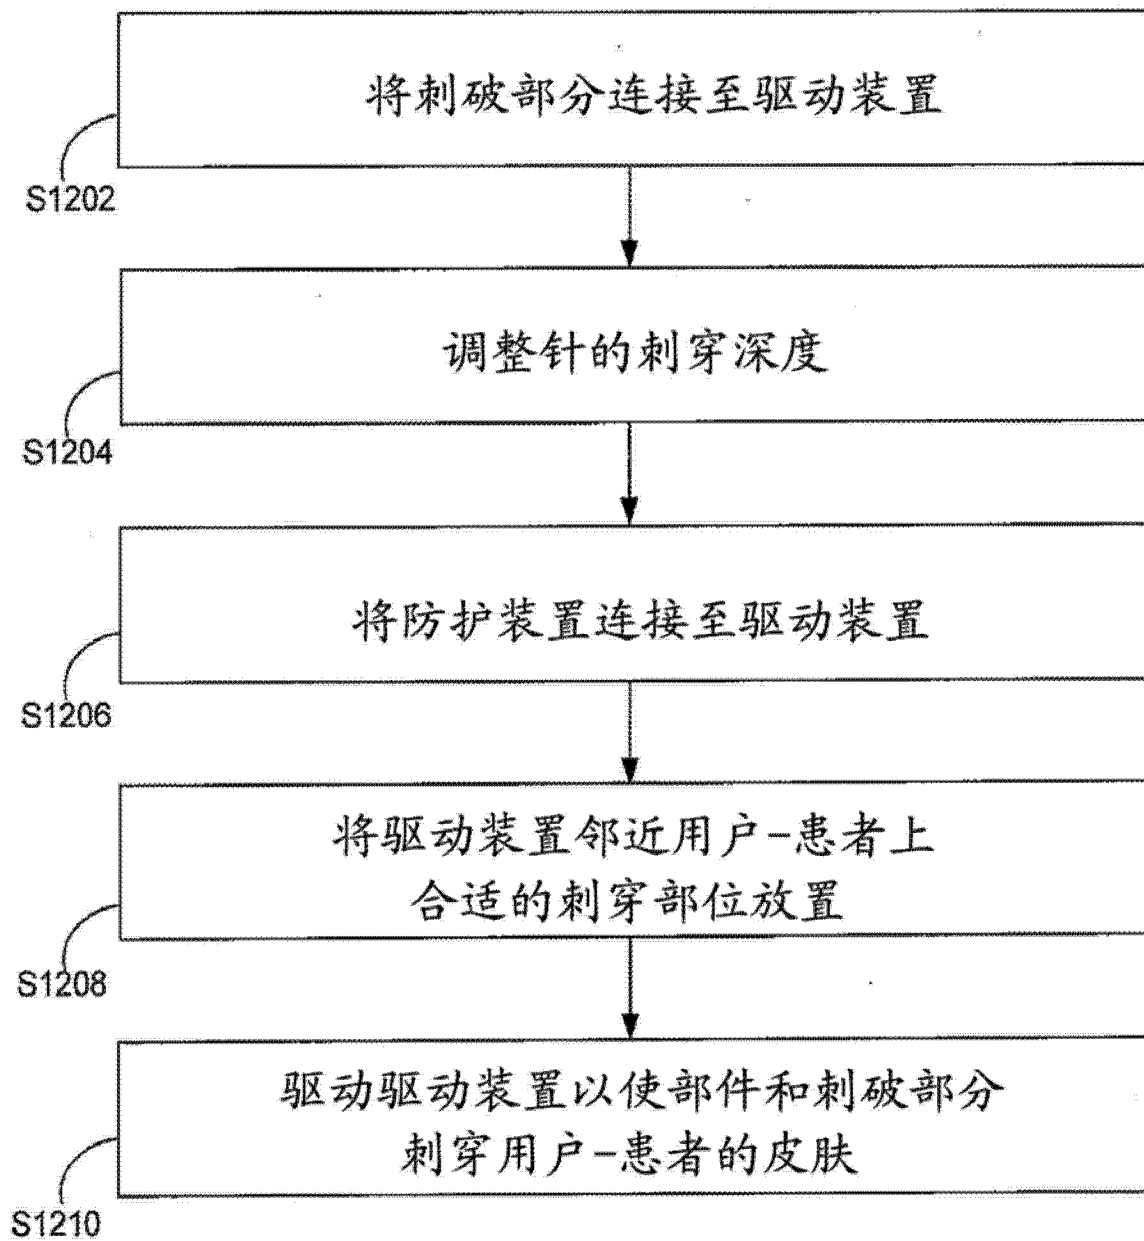 将刺破部分连接至驱动装置
S1202
调整针的刺穿深度
S1204
将防护装置连接至驱动装置
S1206
将驱动装置邻近用户-患者上
合适的刺穿部位放置
S1208
驱动驱动装置以使部件和刺破部分
刺穿用户-患者的皮肤
S1210